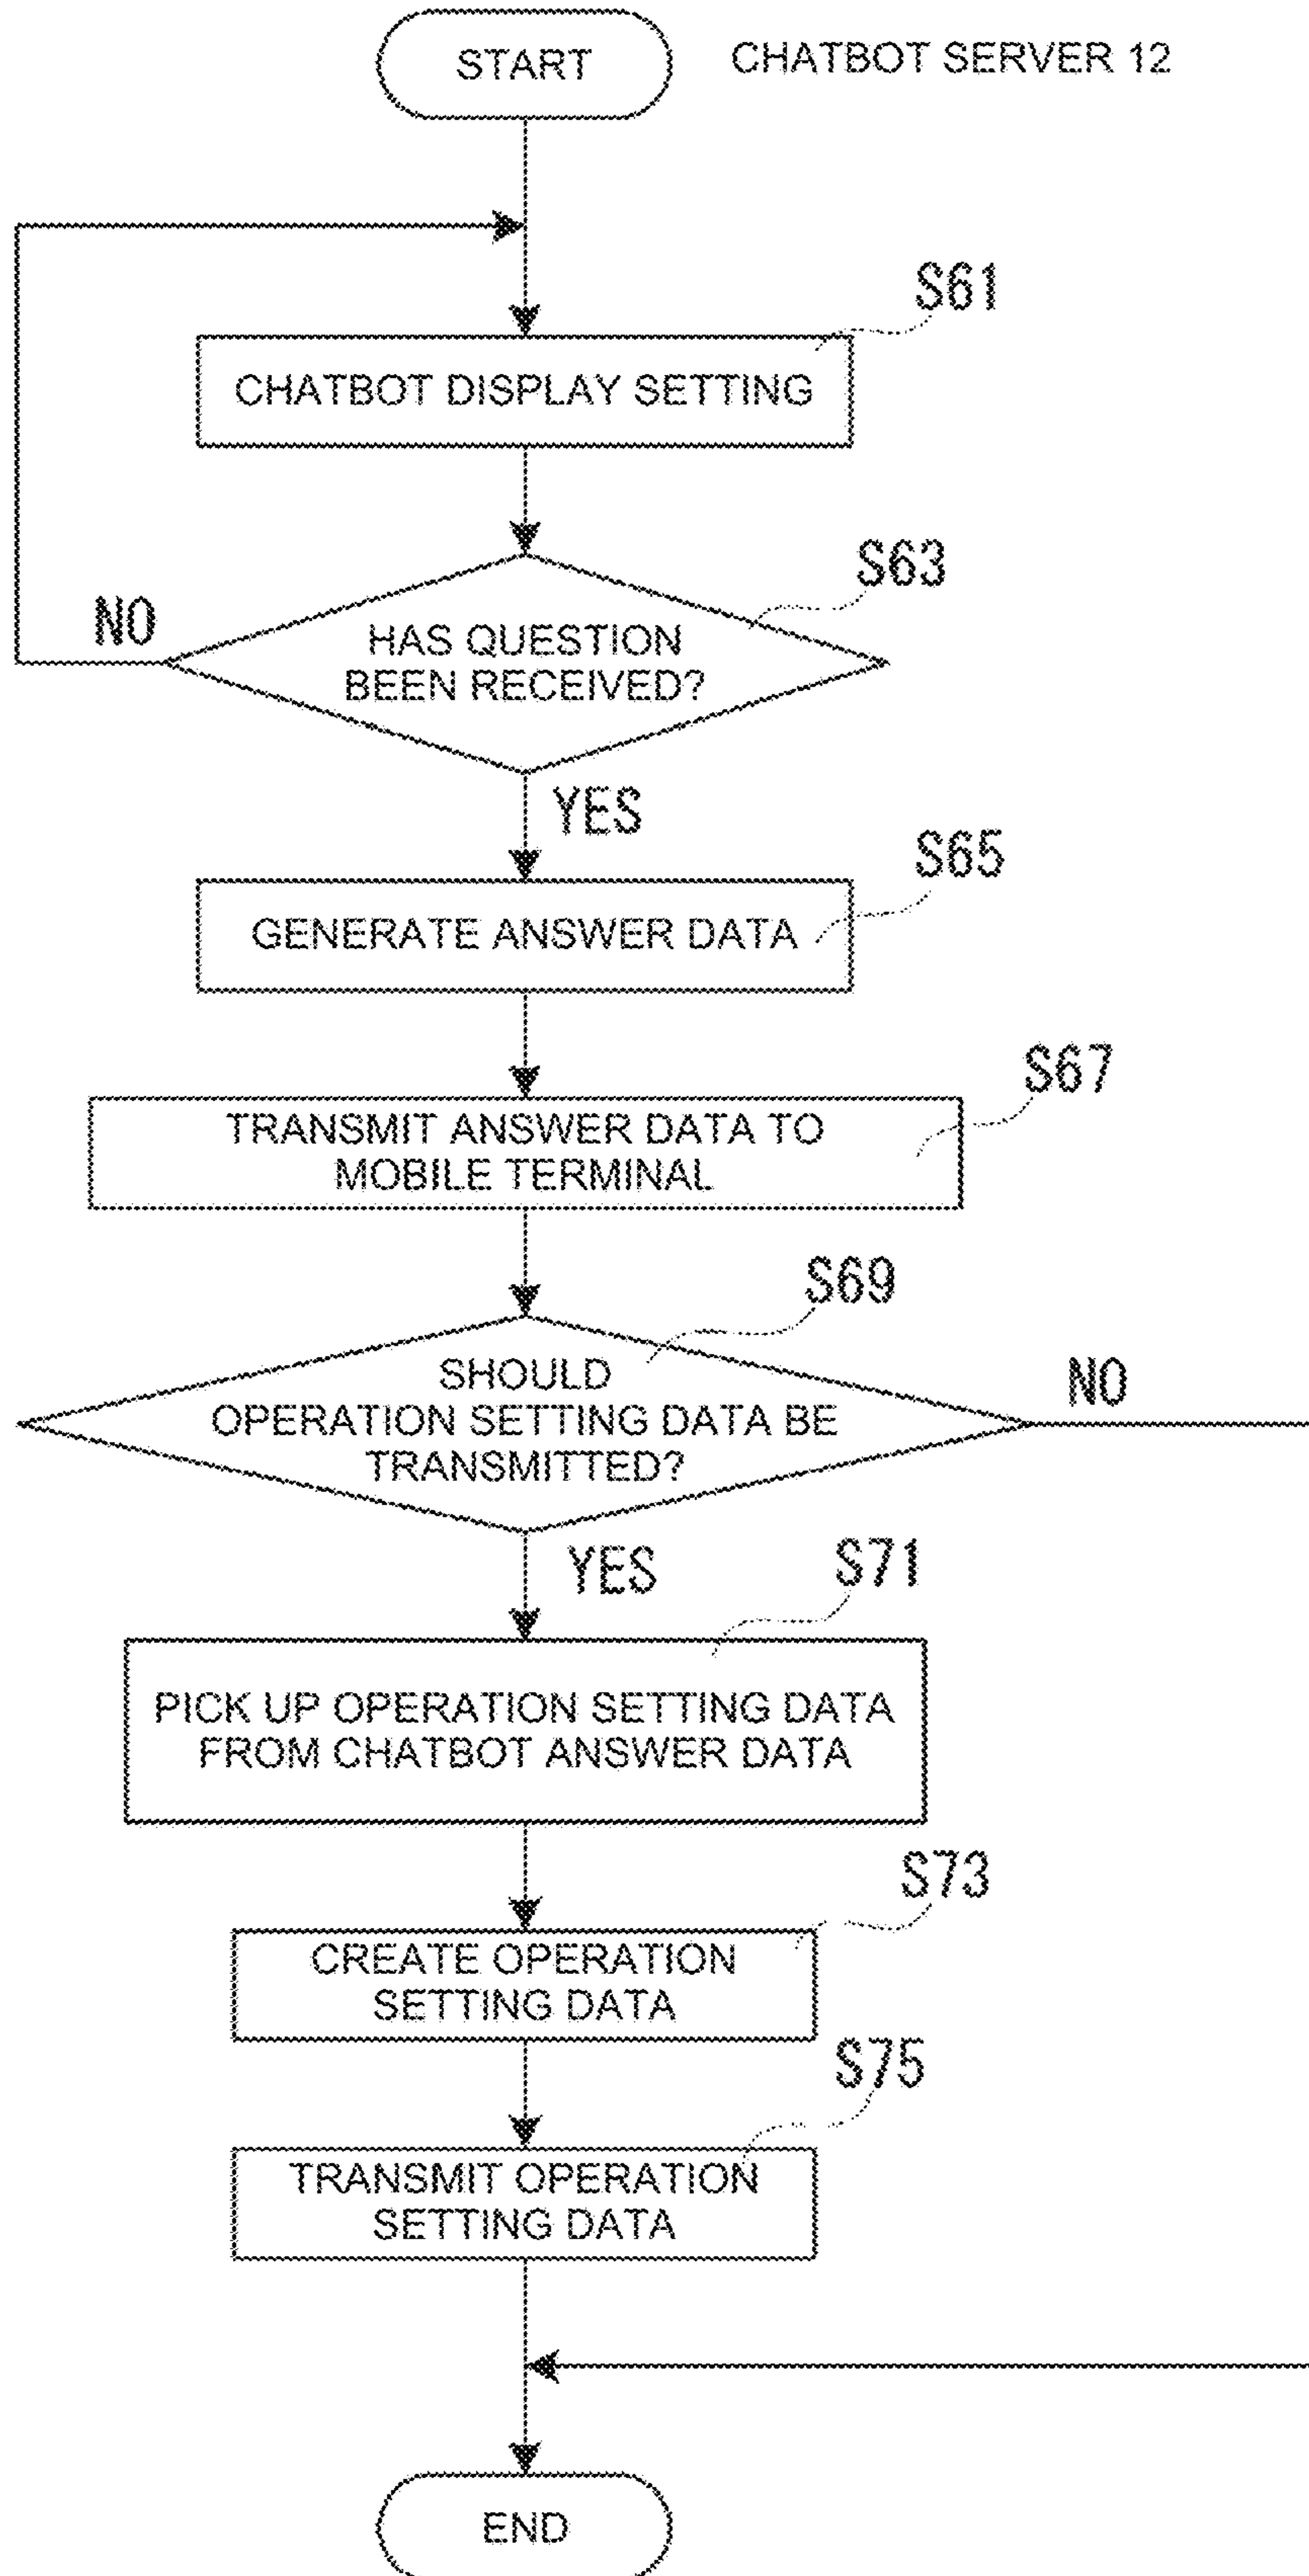 START
CHATBOT SERVER 12
S61
CHATBOT DISPLAY SETTING
S63
NO
HAS QUESTION
BEEN RECEIVED?
YES
S65
GENERATE ANSWER DATA
S67
TRANSMIT ANSWER DATA TO
MOBILE TERMINAL
S69
SHOULD
OPERATION SETTING DATA BE
TRANSMITTED?
NO
YES
S71
PICK UP OPERATION SETTING DATA
FROM CHATBOT ANSWER DATA
S73
CREATE OPERATION
SETTING DATA
S75
TRANSMIT OPERATION
SETTING DATA
END